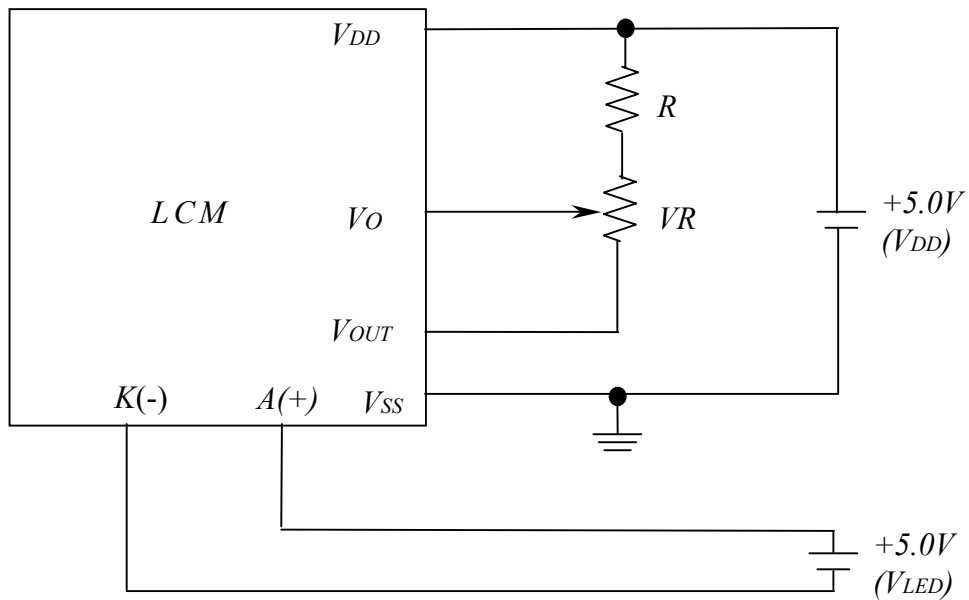 VDD
R
LCM
VO
VR
+5.0V
(VDD)
VOUT
K(-)
A(+)
VSS
+5.0V
(VLED)